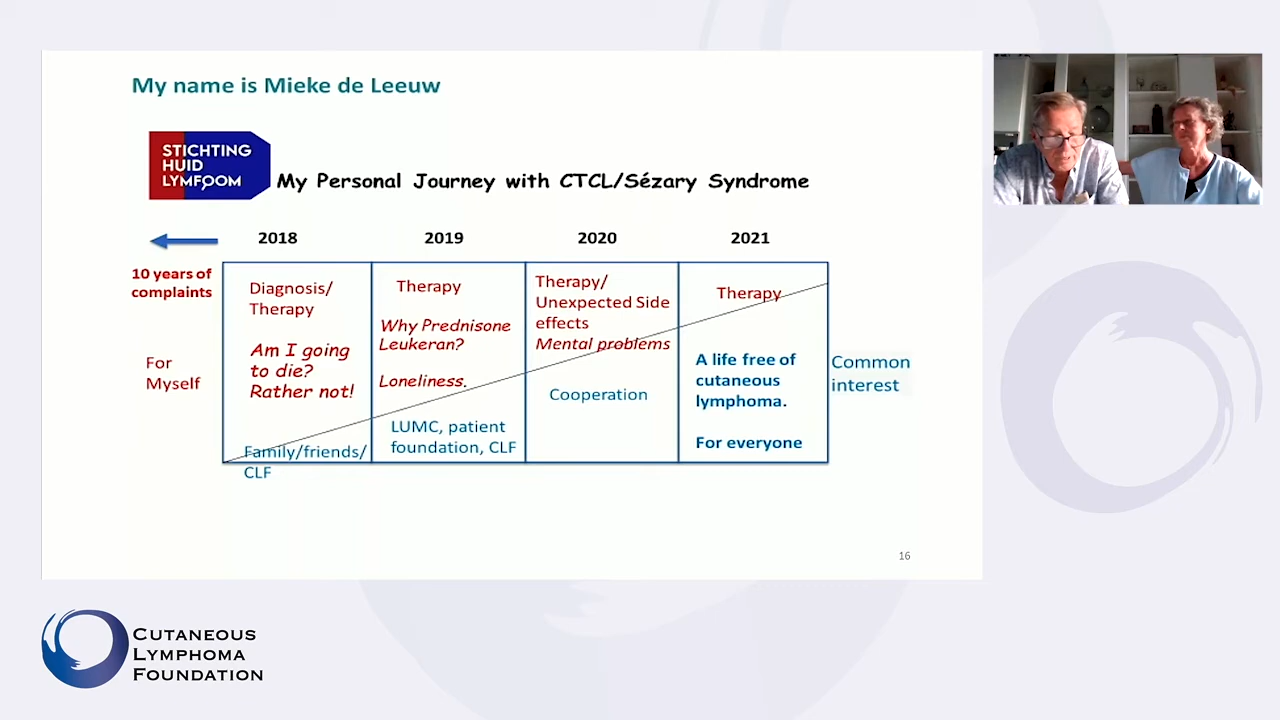 My name is Mieke de Leeuw
STICHTING
HUID
LYMFOOM
My Personal Journey with CTCL/Sézary Syndrome
2018
2019
2020
2021
10 years of
complaints
For
Myself
Diagnosis/
Therapy
Am I going
to die?
Rather not!
Family/friends/
CLF
Therapy
Why Prednisone
Leukeran?
Loneliness.
LUMC, patient
foundation, CLF
Therapy/
Unexpected Side
effects
Mental problems
Cooperation
Therapy
A life free of
cutaneous
lymphoma.
For everyone
Common
interest
16
CUTANEOUS
LYMPHOMA
FOUNDATION